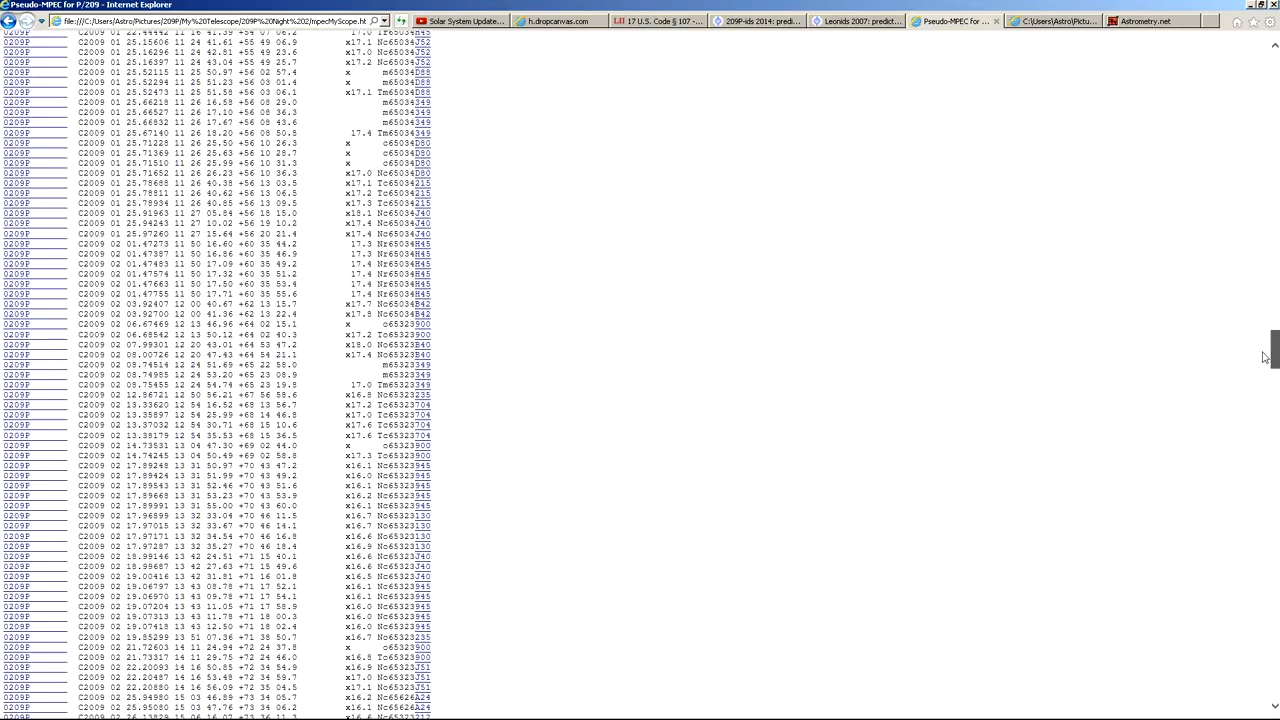 Pseudo-MPEC for P/209 - Internet Explorer
file:///C:/Users/Astro/Pictures/209P/My%20Telescope/209P%20Night%202/mpecMyScope.ht
Solar System Update...
h.dropcanvas.com
17 U.S. Code § 107 -...
209P-ids 2014: predi...
Leonids 2007: predict...
Pseudo-MPEC for ...
C:\Astro\Pictu...
Astrometry.net
0209P C2009 01 22.44442 11 16 41.39 +54 07 06.2 17.0 Tr65034H45
0209P C2009 01 25.15606 11 24 41.61 +55 49 06.9 x17.1 Nc65034J52
0209P C2009 01 25.16296 11 24 42.81 +55 49 23.6 x17.0 Nc65034J52
0209P C2009 01 25.16397 11 24 43.04 +55 49 25.7 x17.2 Nc65034J52
0209P C2009 01 25.52115 11 25 50.97 +56 02 57.4 x m65034D88
0209P C2009 01 25.52294 11 25 51.23 +56 03 01.4 x m65034D88
0209P C2009 01 25.52473 11 25 51.58 +56 03 06.1 x17.1 Tm65034D88
0209P C2009 01 25.66218 11 26 16.58 +56 08 29.0 m65034349
0209P C2009 01 25.66527 11 26 17.10 +56 08 36.3 m65034349
0209P C2009 01 25.66832 11 26 17.67 +56 08 43.6 m65034349
0209P C2009 01 25.67140 11 26 18.20 +56 08 50.8 17.4 Tm65034349
0209P C2009 01 25.71228 11 26 25.50 +56 10 26.3 x c65034D80
0209P C2009 01 25.71369 11 26 25.63 +56 10 28.7 x c65034D80
0209P C2009 01 25.71510 11 26 25.99 +56 10 31.3 x c65034D80
0209P C2009 01 25.71652 11 26 26.23 +56 10 36.3 x17.0 Nc65034D80
0209P C2009 01 25.78688 11 26 40.38 +56 13 03.5 x17.1 Tc65034215
0209P C2009 01 25.78811 11 26 40.62 +56 13 06.5 x17.2 Tc65034215
0209P C2009 01 25.78934 11 26 40.85 +56 13 09.5 x17.3 Tc65034215
0209P C2009 01 25.91963 11 27 05.84 +56 18 15.0 x18.1 Nc65034J40
0209P C2009 01 25.94243 11 27 10.02 +56 19 10.2 x17.4 Nc65034J40
0209P C2009 01 25.97260 11 27 15.64 +56 20 21.4 x17.4 Nc65034J40
0209P C2009 02 01.47273 11 50 16.60 +60 35 44.2 17.3 Nr65034H45
0209P C2009 02 01.47387 11 50 16.86 +60 35 46.9 17.3 Nr65034H45
0209P C2009 02 01.47483 11 50 17.09 +60 35 49.2 17.4 Nr65034H45
0209P C2009 02 01.47574 11 50 17.32 +60 35 51.2 17.4 Nr65034H45
0209P C2009 02 01.47663 11 50 17.50 +60 35 53.4 17.4 Nr65034H45
0209P C2009 02 01.47755 11 50 17.71 +60 35 55.6 17.4 Nr65034H45
0209P C2009 02 03.92407 12 00 40.67 +62 13 15.7 x17.7 Nc65034B42
0209P C2009 02 03.92700 12 00 41.36 +62 13 22.4 x17.8 Nc65034B42
0209P C2009 02 06.67469 12 13 46.96 +64 02 15.1 x o65323900
0209P C2009 02 06.68542 12 13 50.12 +64 02 40.3 x17.2 To65323900
0209P C2009 02 07.99301 12 20 43.01 +64 53 47.2 x18.0 Nc65323B40
0209P C2009 02 08.00726 12 20 47.43 +64 54 21.1 x17.4 Nc65323B40
0209P C2009 02 08.74514 12 24 51.69 +65 22 58.0 m65323349
0209P C2009 02 08.74985 12 24 53.20 +65 23 08.9 m65323349
0209P C2009 02 08.75455 12 24 54.74 +65 23 19.8 17.0 Tm65323349
0209P C2009 02 12.86721 12 50 56.21 +67 56 58.6 x16.8 Nc65323235
0209P C2009 02 13.33620 12 54 16.52 +68 13 56.7 x17.2 Tc65323704
0209P C2009 02 13.35897 12 54 25.99 +68 14 46.8 x17.0 Tc65323704
0209P C2009 02 13.37032 12 54 30.71 +68 15 10.6 x17.6 Tc65323704
0209P C2009 02 13.38179 12 54 35.53 +68 15 36.5 x17.6 Tc65323704
0209P C2009 02 14.73531 13 04 47.30 +69 02 44.0 x o65323900
0209P C2009 02 14.74245 13 04 50.49 +69 02 58.8 x17.3 To65323900
0209P C2009 02 17.89248 13 31 50.97 +70 43 47.2 x16.1 Nc65323945
0209P C2009 02 17.89424 13 31 51.99 +70 43 49.2 x16.0 Nc65323945
0209P C2009 02 17.89543 13 31 52.46 +70 43 51.6 x16.1 Nc65323945
0209P C2009 02 17.89668 13 31 53.23 +70 43 53.9 x16.2 Nc65323945
0209P C2009 02 17.89991 13 31 55.00 +70 43 60.0 x16.1 Nc65323945
0209P C2009 02 17.96899 13 32 33.04 +70 46 11.5 x16.7 Nc65323130
0209P C2009 02 17.97015 13 32 33.67 +70 46 14.1 x16.7 Nc65323130
0209P C2009 02 17.97171 13 32 34.54 +70 46 16.8 x16.6 Nc65323130
0209P C2009 02 17.97287 13 32 35.27 +70 46 18.4 x16.9 Nc65323130
0209P C2009 02 18.99146 13 42 24.51 +71 15 40.1 x16.6 Nc65323J40
0209P C2009 02 18.99687 13 42 27.63 +71 15 49.6 x16.6 Nc65323J40
0209P C2009 02 19.00416 13 42 31.81 +71 16 01.8 x16.5 Nc65323J40
0209P C2009 02 19.06797 13 43 08.78 +71 17 52.1 x16.1 Nc65323945
0209P C2009 02 19.06970 13 43 09.78 +71 17 54.1 x16.1 Nc65323945
0209P C2009 02 19.07204 13 43 11.05 +71 17 58.9 x16.0 Nc65323945
0209P C2009 02 19.07313 13 43 11.78 +71 18 00.3 x16.0 Nc65323945
0209P C2009 02 19.07418 13 43 12.50 +71 18 02.4 x16.0 Nc65323945
0209P C2009 02 19.85299 13 51 07.36 +71 38 50.7 x16.7 Nc65323235
0209P C2009 02 21.72603 14 11 24.94 +72 24 37.8 x o65323900
0209P C2009 02 21.73317 14 11 29.75 +72 24 46.0 x16.8 To65323900
0209P C2009 02 22.20093 14 16 50.85 +72 34 54.9 x16.9 Nc65323J51
0209P C2009 02 22.20487 14 16 53.48 +72 34 59.7 x17.0 Nc65323J51
0209P C2009 02 22.20880 14 16 56.09 +72 35 04.5 x17.1 Nc65323J51
0209P C2009 02 25.94980 15 03 46.89 +73 34 05.7 x16.2 Nc65626A24
0209P C2009 02 25.95080 15 03 47.76 +73 34 06.2 x16.1 Nc65626A24
0209P C2009 02 26.13829 15 06 16.07 +73 36 11.3 x16.6 Nc65323212